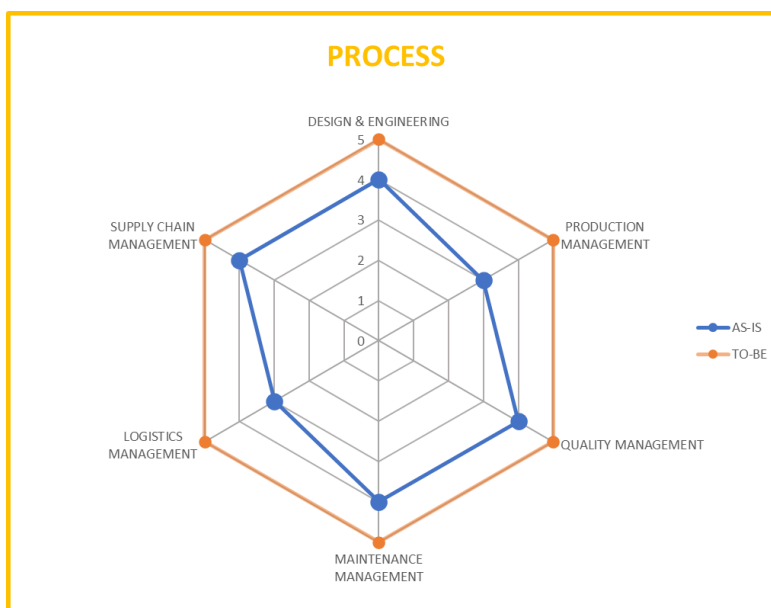 PROCESS
DESIGN & ENGINEERING
5
4
3
2
1
0
SUPPLY CHAIN
MANAGEMENT
PRODUCTION
MANAGEMENT
AS-IS
TO-BE
LOGISTICS
MANAGEMENT
QUALITY MANAGEMENT
MAINTENANCE
MANAGEMENT